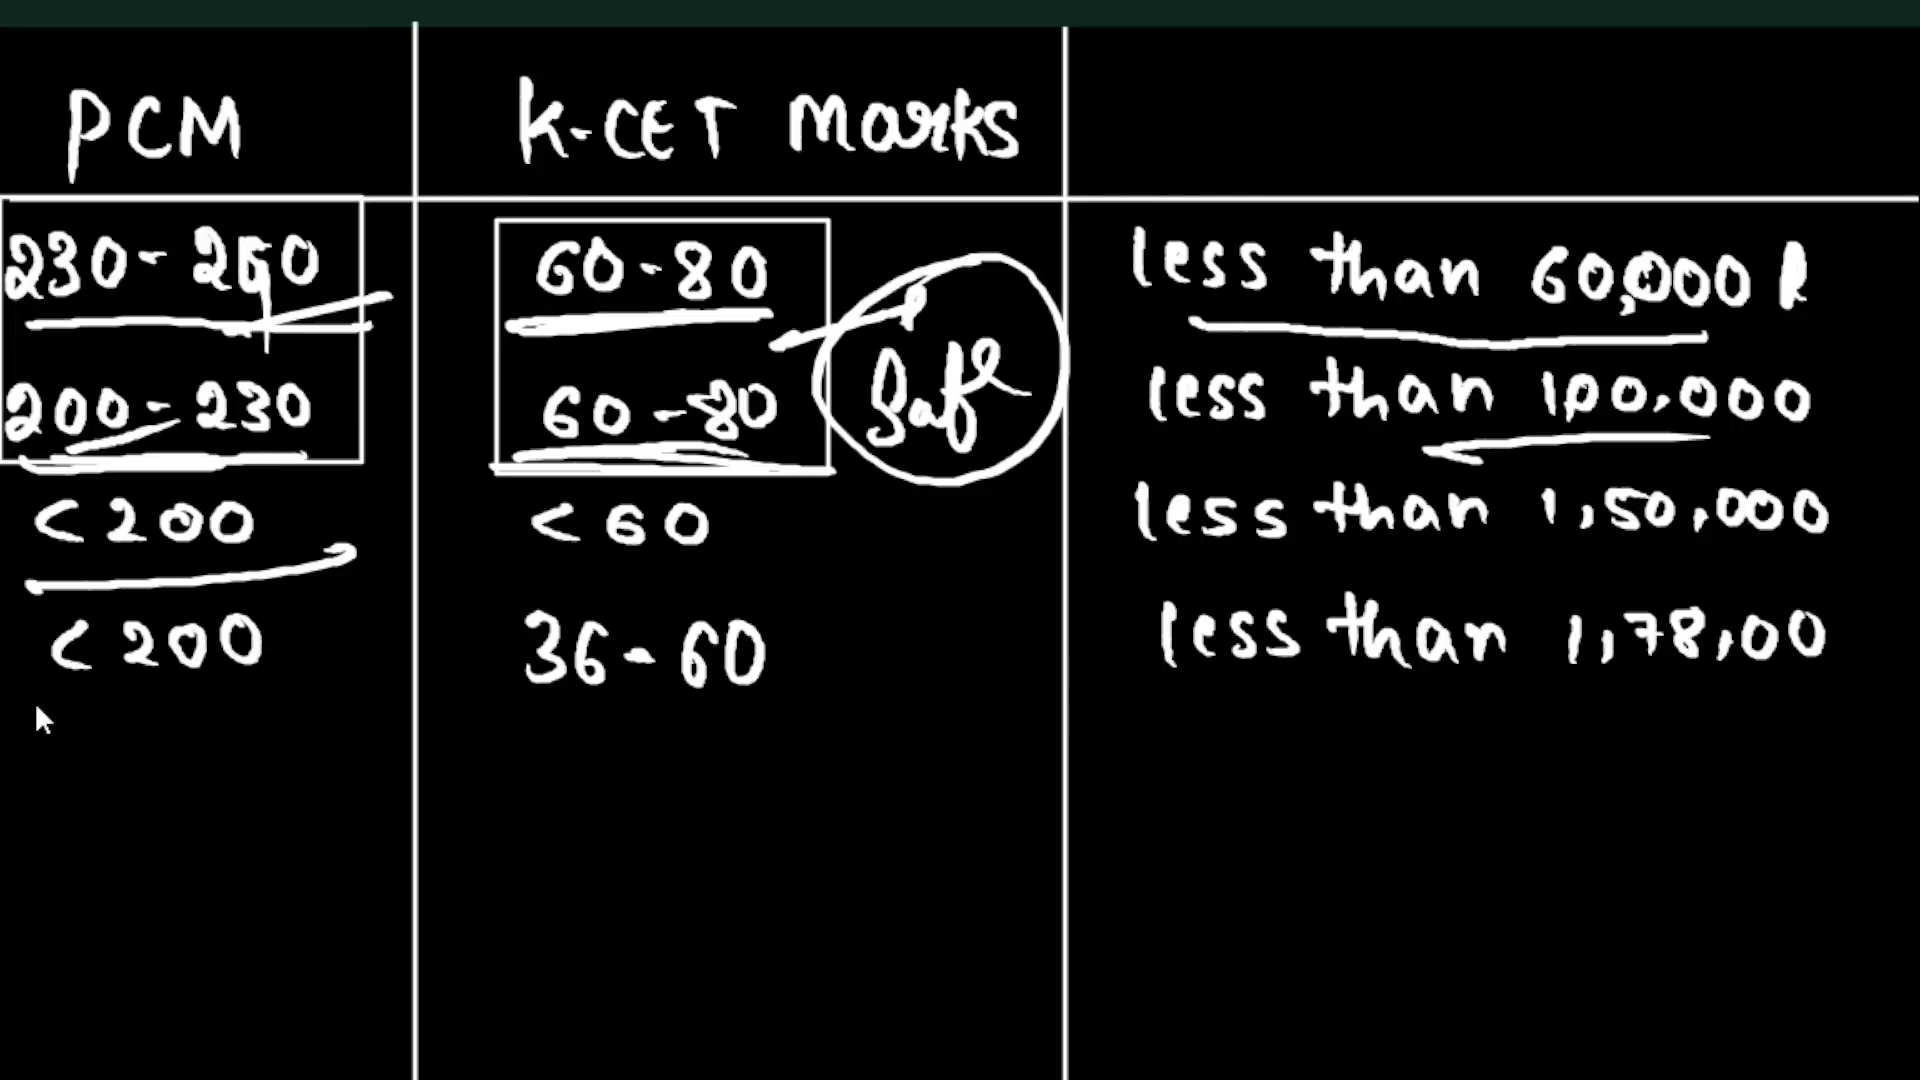 PCM K-CET Marks
230-250 60-80 less than 60,000
200-230 60-80 Safe less than 100,000
<200 <60 less than 1,50,000
<200 36-60 less than 1,78,00